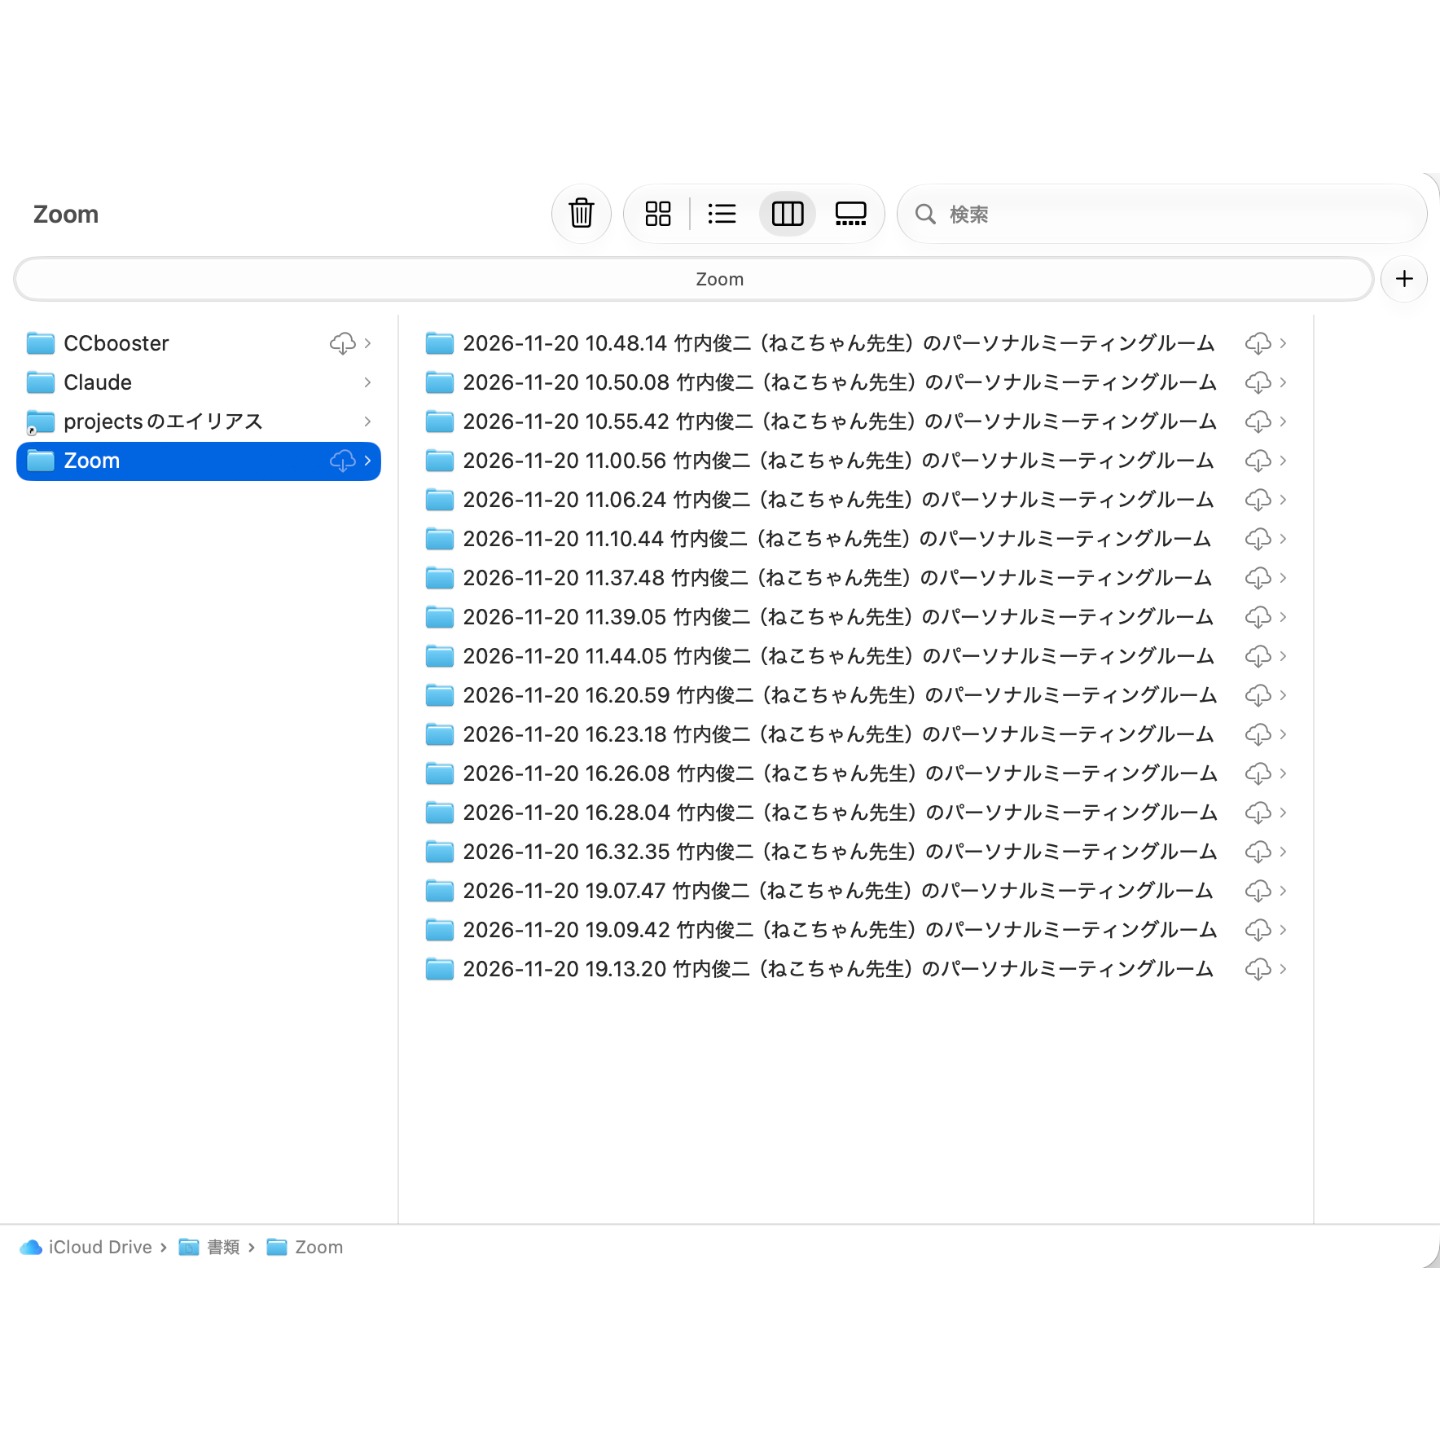 Zoom
検索
Zoom
CCbooster
Claude
projectsのエイリアス
Zoom
2026-11-20 10.48.14 竹内俊二（ねこちゃん先生）のパーソナルミーティングルーム
2026-11-20 10.50.08 竹内俊二（ねこちゃん先生）のパーソナルミーティングルーム
2026-11-20 10.55.42 竹内俊二（ねこちゃん先生）のパーソナルミーティングルーム
2026-11-20 11.00.56 竹内俊二（ねこちゃん先生）のパーソナルミーティングルーム
2026-11-20 11.06.24 竹内俊二（ねこちゃん先生）のパーソナルミーティングルーム
2026-11-20 11.10.44 竹内俊二（ねこちゃん先生）のパーソナルミーティングルーム
2026-11-20 11.37.48 竹内俊二（ねこちゃん先生）のパーソナルミーティングルーム
2026-11-20 11.39.05 竹内俊二（ねこちゃん先生）のパーソナルミーティングルーム
2026-11-20 11.44.05 竹内俊二（ねこちゃん先生）のパーソナルミーティングルーム
2026-11-20 16.20.59 竹内俊二（ねこちゃん先生）のパーソナルミーティングルーム
2026-11-20 16.23.18 竹内俊二（ねこちゃん先生）のパーソナルミーティングルーム
2026-11-20 16.26.08 竹内俊二（ねこちゃん先生）のパーソナルミーティングルーム
2026-11-20 16.28.04 竹内俊二（ねこちゃん先生）のパーソナルミーティングルーム
2026-11-20 16.32.35 竹内俊二（ねこちゃん先生）のパーソナルミーティングルーム
2026-11-20 19.07.47 竹内俊二（ねこちゃん先生）のパーソナルミーティングルーム
2026-11-20 19.09.42 竹内俊二（ねこちゃん先生）のパーソナルミーティングルーム
2026-11-20 19.13.20 竹内俊二（ねこちゃん先生）のパーソナルミーティングルーム
iCloud Drive › 書類 › Zoom